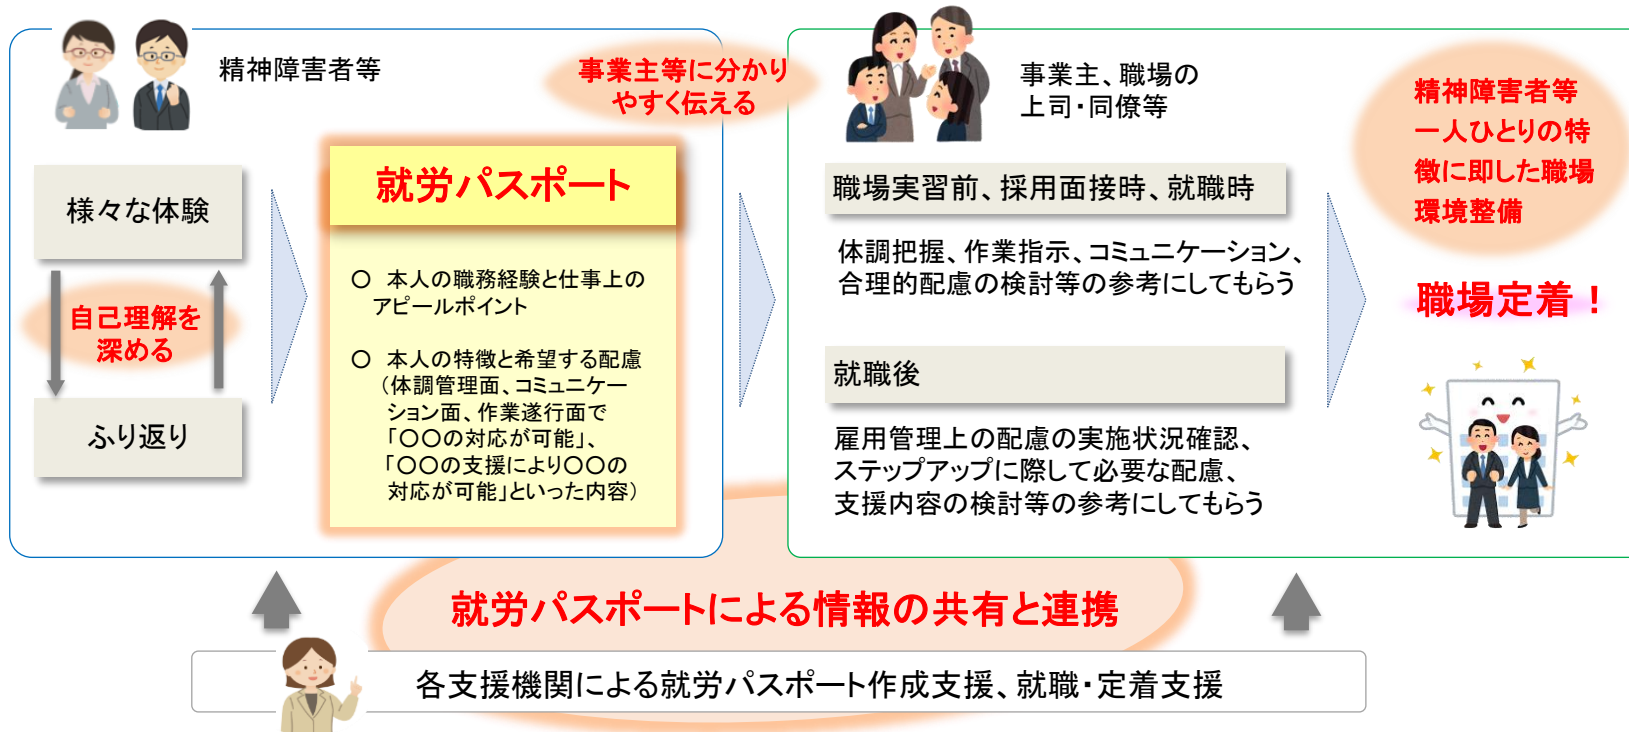 精神障害者等
様々な体験
自己理解を
深める
ふり返り
就労パスポート
○　本人の職務経験と仕事上の
アピールポイント
○　本人の特徴と希望する配慮
（体調管理面、コミュニケー
ション面、作業遂行面で
「○○の対応が可能」、
「○○の支援により○○の
対応が可能」といった内容）
事業主等に分かり
やすく伝える
事業主、職場の
上司・同僚等
職場実習前、採用面接時、就職時
体調把握、作業指示、コミュニケーション、
合理的配慮の検討等の参考にしてもらう
就職後
雇用管理上の配慮の実施状況確認、
ステップアップに際して必要な配慮、
支援内容の検討等の参考にしてもらう
精神障害者等
一人ひとりの特
徴に即した職場
環境整備
職場定着！
就労パスポートによる情報の共有と連携
各支援機関による就労パスポート作成支援、就職・定着支援